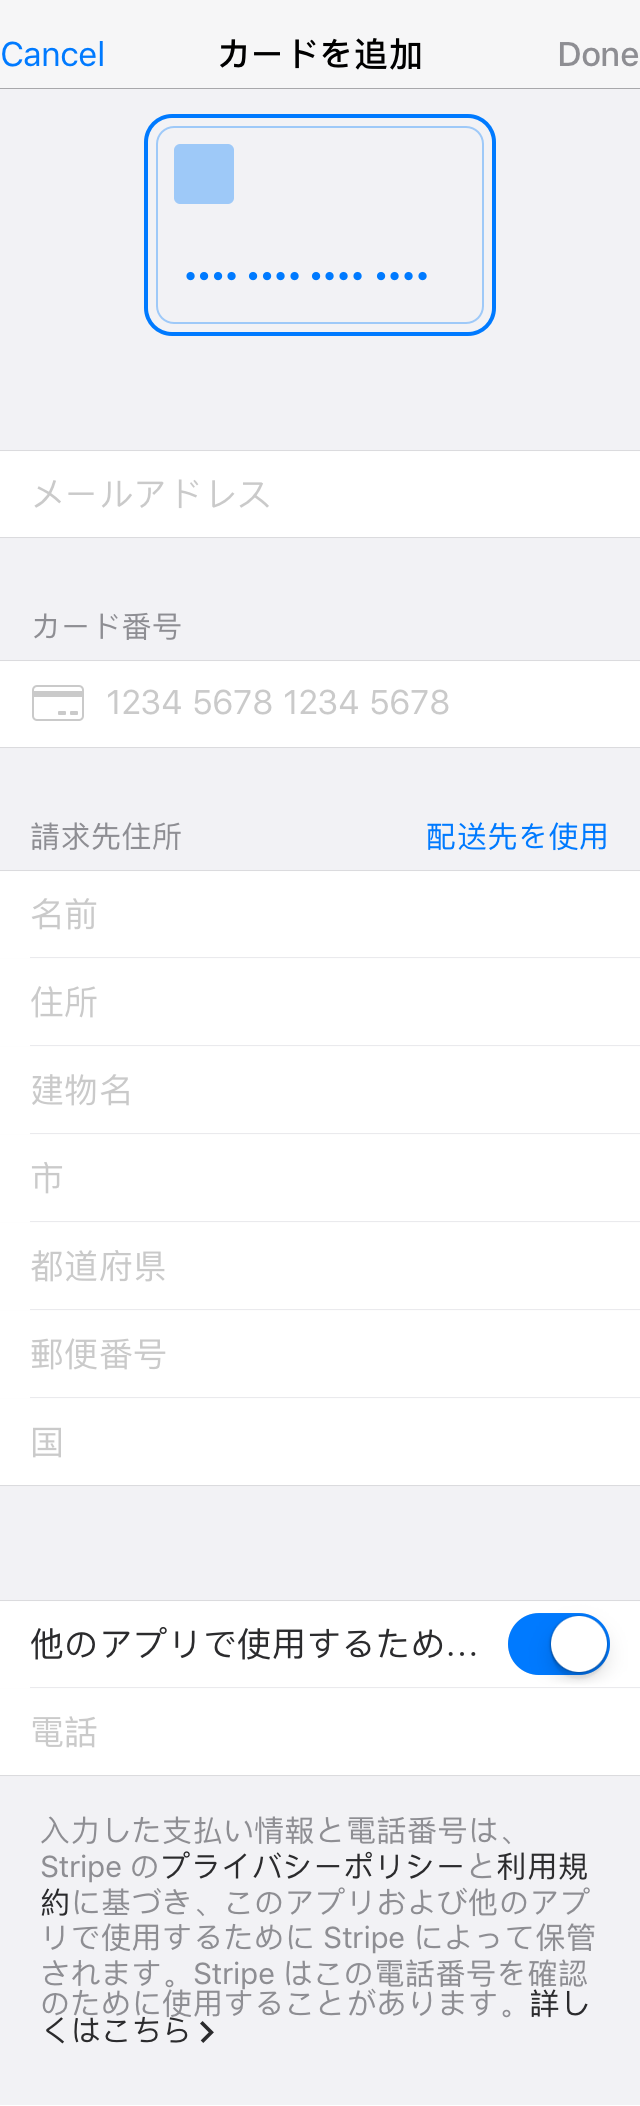 Cancel カードを追加 Done
•••• •••• •••• ••••
メールアドレス
カード番号
1234 5678 1234 5678
請求先住所 配送先を使用
名前
住所
建物名
市
都道府県
郵便番号
国
他のアプリで使用するため...
電話
入力した支払い情報と電話番号は、
Stripe のプライバシーポリシーと利用規
約に基づき、このアプリおよび他のアプ
リで使用するために Stripe によって保管
されます。Stripe はこの電話番号を確認
のために使用することがあります。詳し
くはこちら